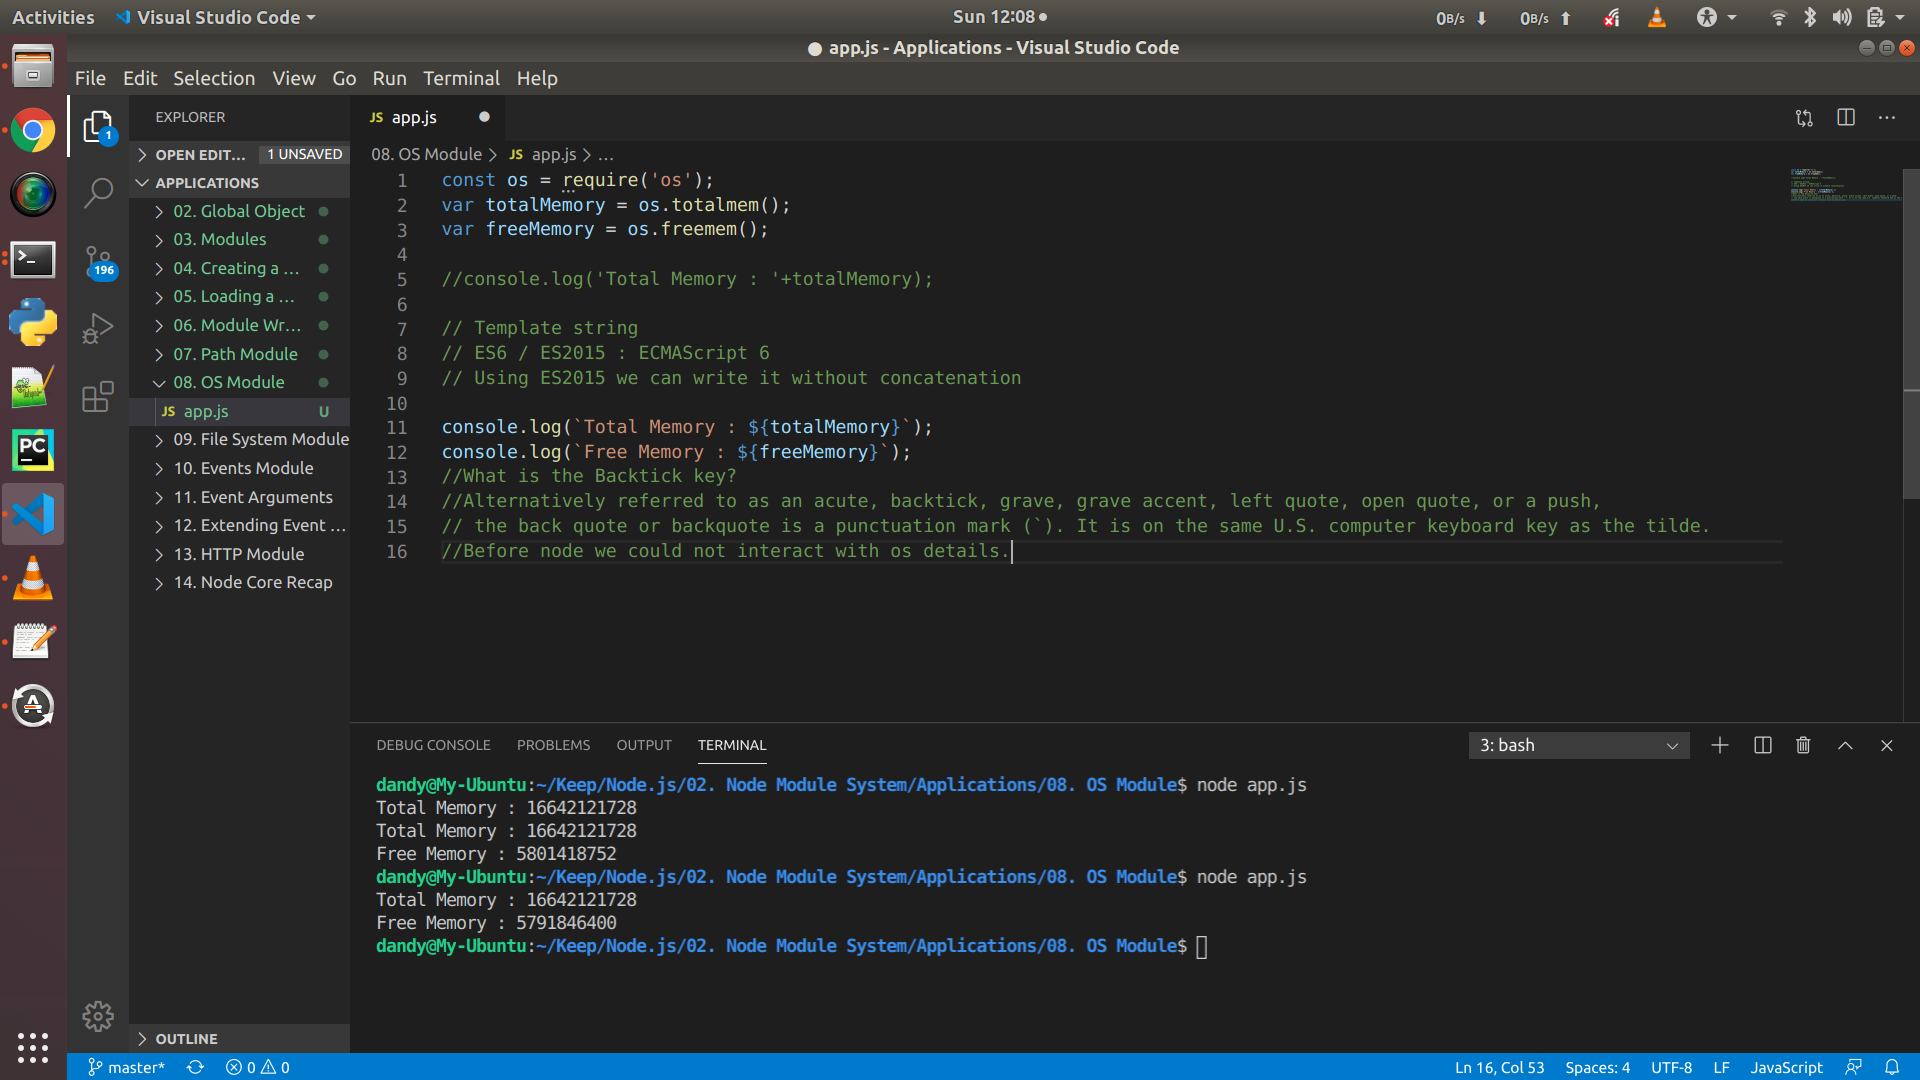 Activities Visual Studio Code Sun 12:08 0B/s 0B/s
app.js - Applications - Visual Studio Code
File Edit Selection View Go Run Terminal Help
EXPLORER
OPEN EDIT... 1 UNSAVED
APPLICATIONS
02. Global Object
03. Modules
04. Creating a ...
05. Loading a ...
06. Module Wr...
07. Path Module
08. OS Module
JS app.js U
09. File System Module
10. Events Module
11. Event Arguments
12. Extending Event ...
13. HTTP Module
14. Node Core Recap
OUTLINE
1
196
PC
JS app.js
08. OS Module > JS app.js > ...
1 const os = require('os');
2 var totalMemory = os.totalmem();
3 var freeMemory = os.freemem();
4
5 //console.log('Total Memory : '+totalMemory);
6
7 // Template string
8 // ES6 / ES2015 : ECMAScript 6
9 // Using ES2015 we can write it without concatenation
10
11 console.log(`Total Memory : ${totalMemory}`);
12 console.log(`Free Memory : ${freeMemory}`);
13 //What is the Backtick key?
14 //Alternatively referred to as an acute, backtick, grave, grave accent, left quote, open quote, or a push,
15 // the back quote or backquote is a punctuation mark (`). It is on the same U.S. computer keyboard key as the tilde.
16 //Before node we could not interact with os details.
DEBUG CONSOLE PROBLEMS OUTPUT TERMINAL 3: bash
dandy@My-Ubuntu:~/Keep/Node.js/02. Node Module System/Applications/08. OS Module$ node app.js
Total Memory : 16642121728
Total Memory : 16642121728
Free Memory : 5801418752
dandy@My-Ubuntu:~/Keep/Node.js/02. Node Module System/Applications/08. OS Module$ node app.js
Total Memory : 16642121728
Free Memory : 5791846400
dandy@My-Ubuntu:~/Keep/Node.js/02. Node Module System/Applications/08. OS Module$
master* 0 0 Ln 16, Col 53 Spaces: 4 UTF-8 LF JavaScript